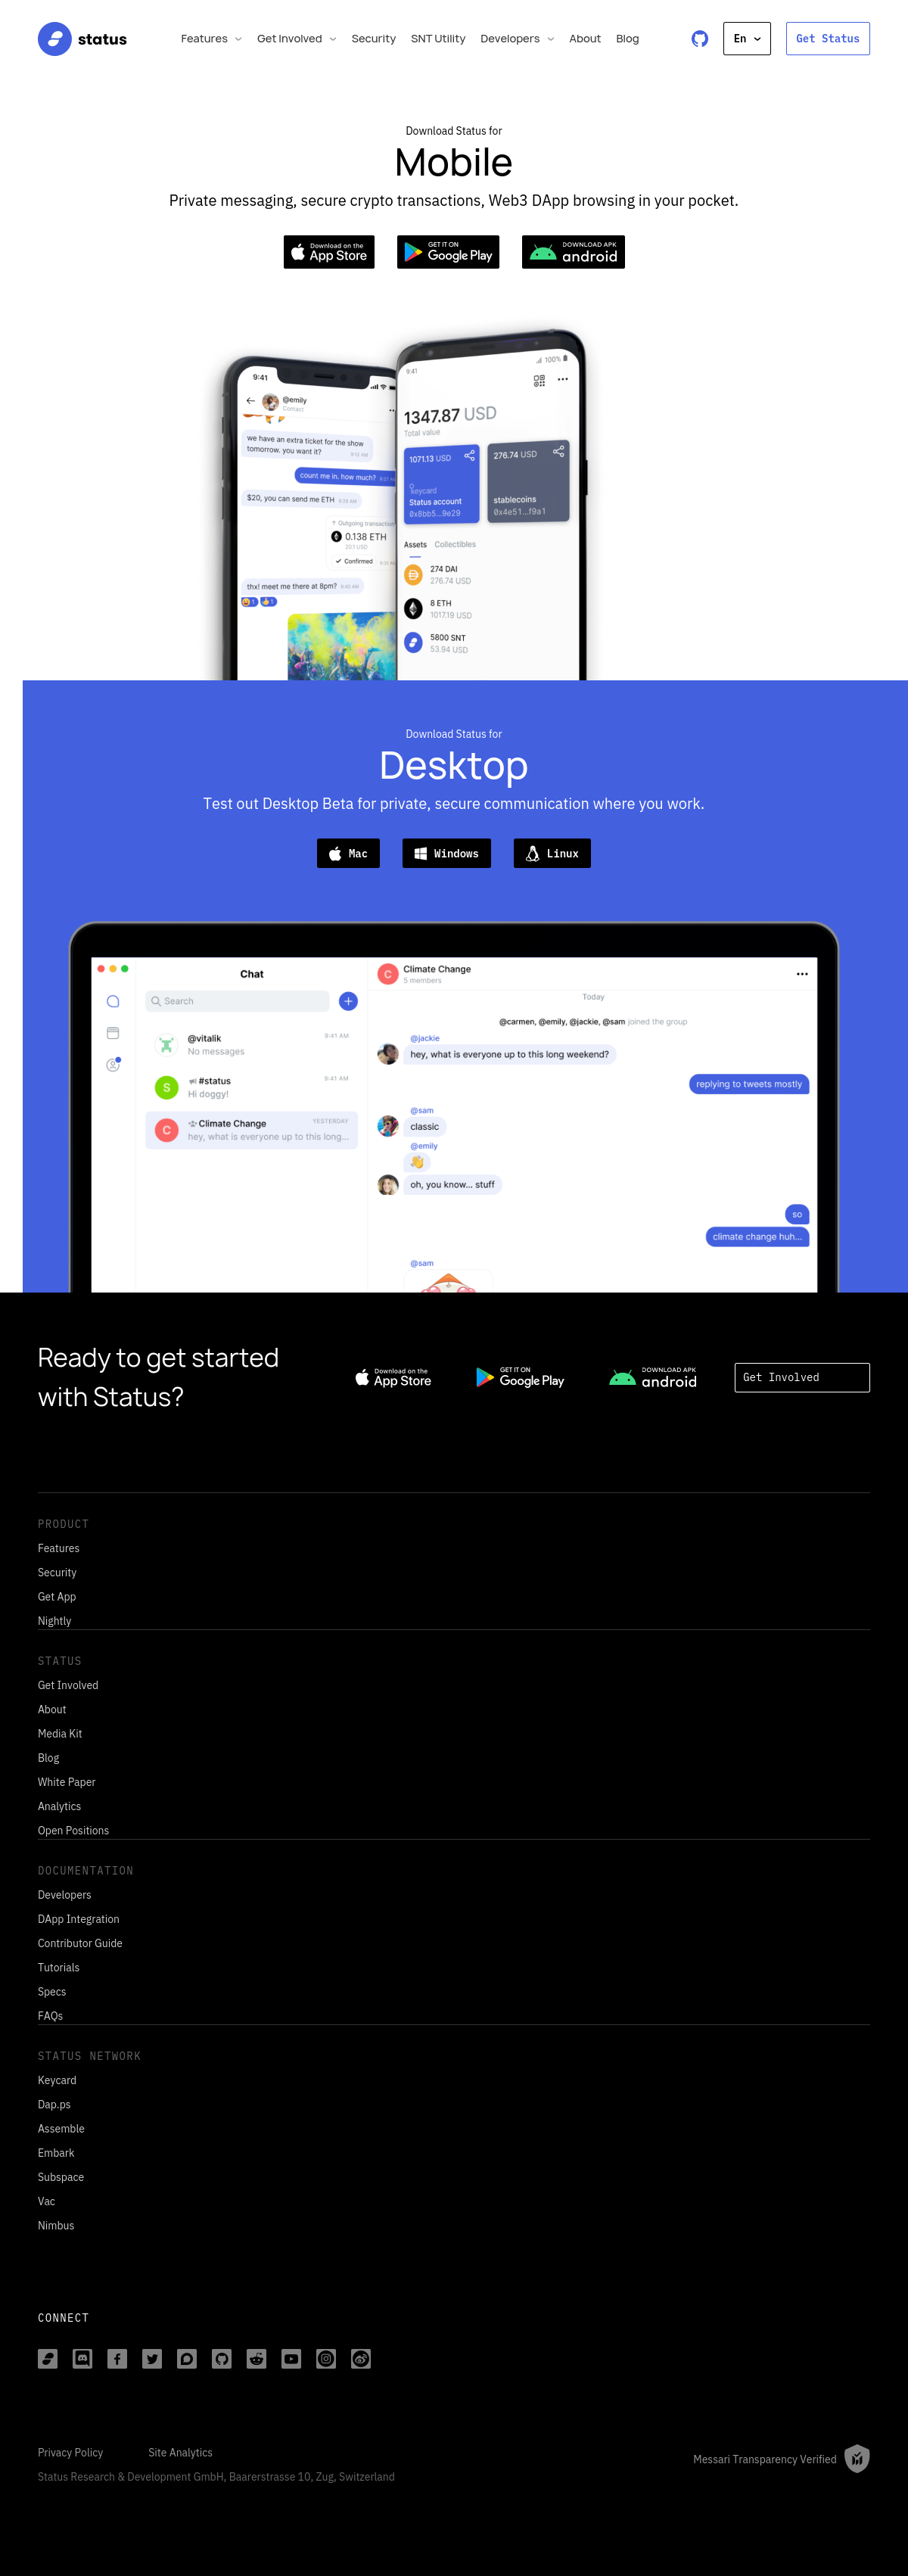 status
Features
Get Involved
Security
SNT Utility
Developers
About
Blog
En
Get Status
Download Status for
Mobile
Private messaging, secure crypto transactions, Web3 DApp browsing in your pocket.
Download on the
App Store
GET IT ON
Google Play
DOWNLOAD APK
android
9:41
@emily
Contact
we have an extra ticket for the show
tomorrow. you want it?
count me in. how much?
$20, you can send me ETH
↑ Outgoing transaction
0.138 ETH
✓ Confirmed
thx! meet me there at 8pm?
9:41
100%
1347.87 USD
Total value
1071.13 USD
keycard
Status account
0x8bb5...9e29
276.74 USD
stablecoins
0x4e51...f9a1
Assets
Collectibles
274 DAI
276.74 USD
8 ETH
1017.19 USD
5800 SNT
53.94 USD
Download Status for
Desktop
Test out Desktop Beta for private, secure communication where you work.
Mac
Windows
Linux
Chat
Search
@vitalik
9:41 AM
No messages
S
#status
9:41 AM
Hi doggy!
C
Climate Change
YESTERDAY
hey, what is everyone up to this long...
C
Climate Change
5 members
Today
@carmen, @emily, @jackie, @sam joined the group
@jackie
hey, what is everyone up to this long weekend?
replying to tweets mostly
@sam
classic
@emily
oh, you know... stuff
so
climate change huh...
@sam
Ready to get started
with Status?
Download on the
App Store
GET IT ON
Google Play
DOWNLOAD APK
android
Get Involved
PRODUCT
Features
Security
Get App
Nightly
STATUS
Get Involved
About
Media Kit
Blog
White Paper
Analytics
Open Positions
DOCUMENTATION
Developers
DApp Integration
Contributor Guide
Tutorials
Specs
FAQs
STATUS NETWORK
Keycard
Dap.ps
Assemble
Embark
Subspace
Vac
Nimbus
CONNECT
Privacy Policy
Site Analytics
Messari Transparency Verified
Status Research & Development GmbH, Baarerstrasse 10, Zug, Switzerland